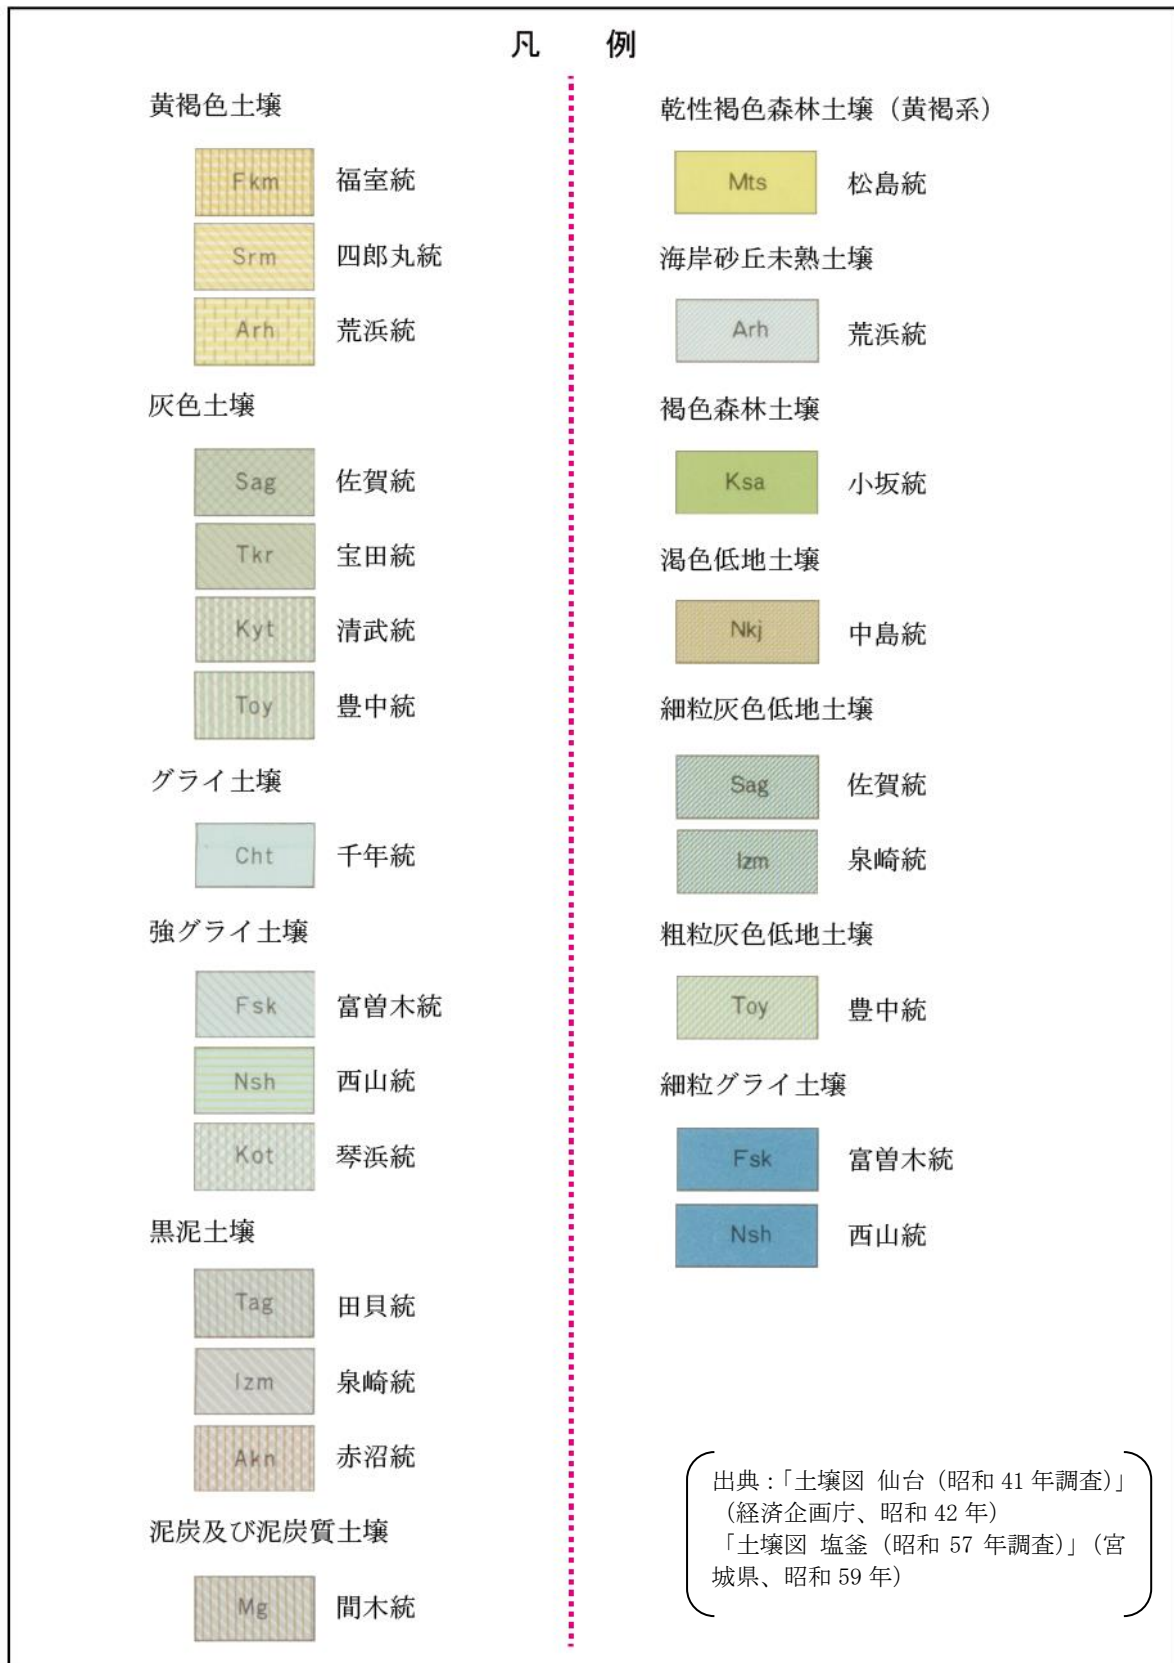 凡　例
黄褐色土壌
Fkm 福室統
Srm 四郎丸統
Arh 荒浜統
灰色土壌
Sag 佐賀統
Tkr 宝田統
Kyt 清武統
Toy 豊中統
グライ土壌
Cht 千年統
強グライ土壌
Fsk 富曽木統
Nsh 西山統
Kot 琴浜統
黒泥土壌
Tag 田貝統
Izm 泉崎統
Akn 赤沼統
泥炭及び泥炭質土壌
Mg 間木統
乾性褐色森林土壌（黄褐系）
Mts 松島統
海岸砂丘未熟土壌
Arh 荒浜統
褐色森林土壌
Ksa 小坂統
渇色低地土壌
Nkj 中島統
細粒灰色低地土壌
Sag 佐賀統
Izm 泉崎統
粗粒灰色低地土壌
Toy 豊中統
細粒グライ土壌
Fsk 富曽木統
Nsh 西山統
出典：「土壌図 仙台（昭和 41 年調査）」
（経済企画庁、昭和 42 年）
「土壌図 塩釜（昭和 57 年調査）」（宮
城県、昭和 59 年）